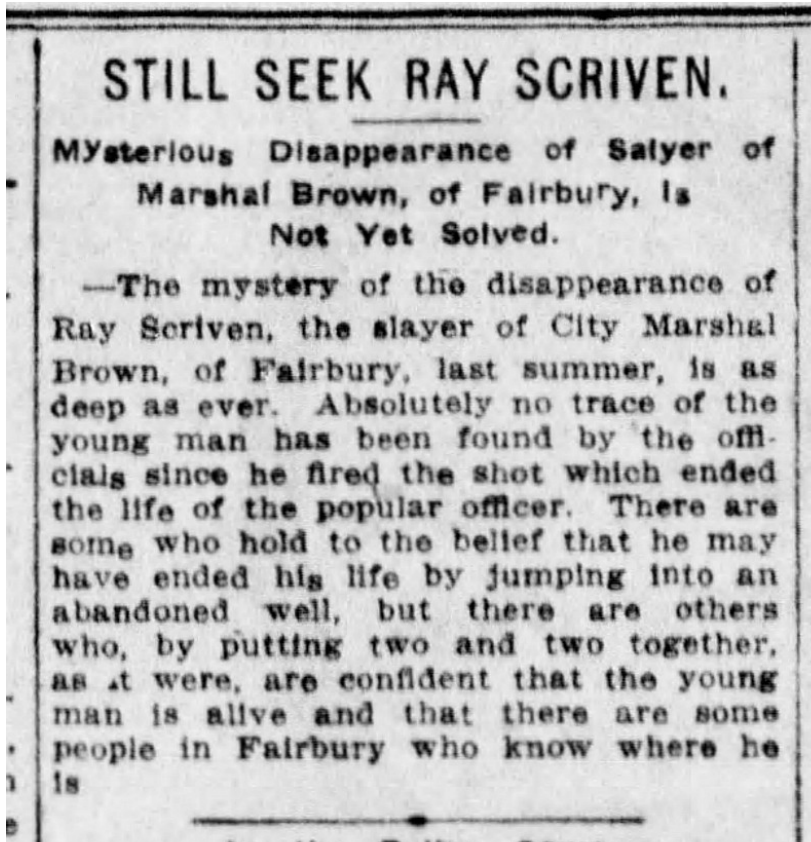 STILL SEEK RAY SCRIVEN.
Mysterious Disappearance of Salyer of
Marshal Brown, of Fairbury, is
Not Yet Solved.
—The mystery of the disappearance of
Ray Scriven, the slayer of City Marshal
Brown, of Fairbury, last summer, is as
deep as ever. Absolutely no trace of the
young man has been found by the offi-
cials since he fired the shot which ended
the life of the popular officer. There are
some who hold to the belief that he may
have ended his life by jumping into an
abandoned well, but there are others
who, by putting two and two together,
as it were, are confident that the young
man is alive and that there are some
people in Fairbury who know where he
is